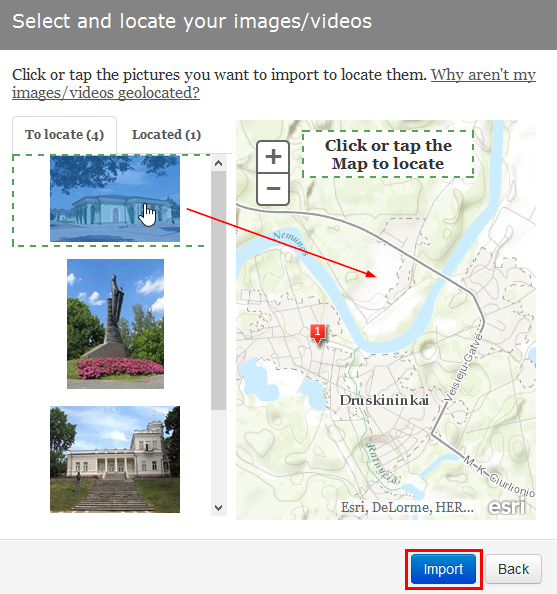 Select and locate your images/videos
Click or tap the pictures you want to import to locate them. Why aren't my
images/videos geolocated?
To locate (4)
Located (1)
+
−
Click or tap the
Map to locate
Nemunas
1
Druskininkai
Ratnyčia
Veisiejų-Gatvė
M.-K.-Čiurlionio
Esri, DeLorme, HER...
esri
Import
Back